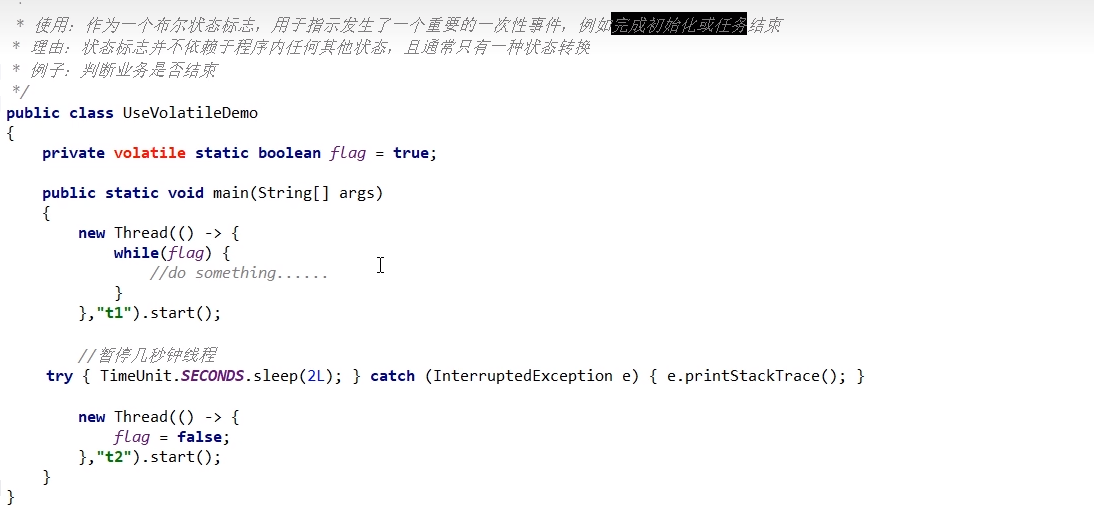 * 使用：作为一个布尔状态标志，用于指示发生了一个重要的一次性事件，例如完成初始化或任务结束
* 理由：状态标志并不依赖于程序内任何其他状态，且通常只有一种状态转换
* 例子：判断业务是否结束
*/
public class UseVolatileDemo
{
    private volatile static boolean flag = true;

    public static void main(String[] args)
    {
        new Thread(() -> {
            while(flag) {
                //do something......
            }
        },"t1").start();

        //暂停几秒钟线程
    try { TimeUnit.SECONDS.sleep(2L); } catch (InterruptedException e) { e.printStackTrace(); }

        new Thread(() -> {
            flag = false;
        },"t2").start();
    }
}